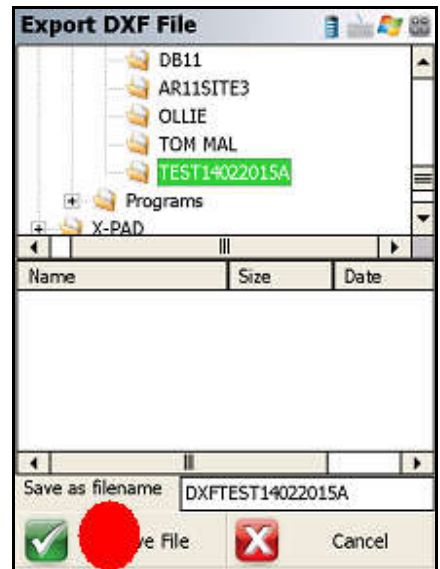 Export DXF File
DB11
AR11SITE3
OLLIE
TOM MAL
TEST14022015A
Programs
X-PAD
Name Size Date
Save as filename DXFTEST14022015A
File Cancel